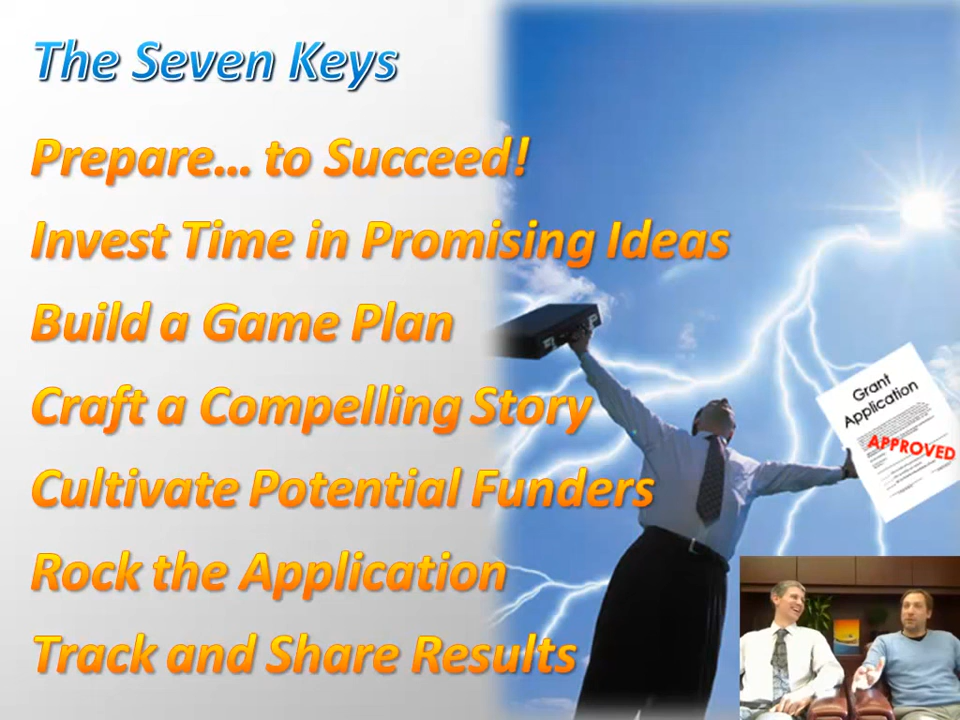 The Seven Keys
Prepare... to Succeed!
Invest Time in Promising Ideas
Build a Game Plan
Craft a Compelling Story
Cultivate Potential Funders
Rock the Application
Track and Share Results
Grant
Application
APPROVED